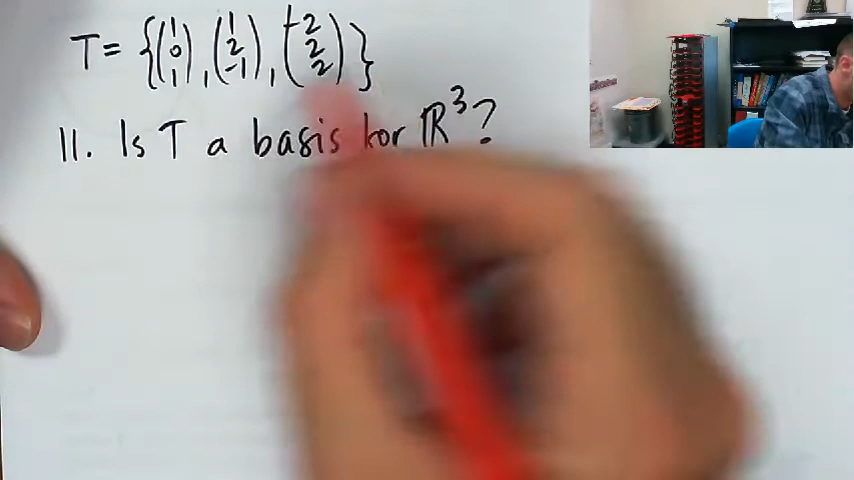 T = {(1 0 1), (1 2 -1), (-2 2 2)}
11. Is T a basis for ℝ³?